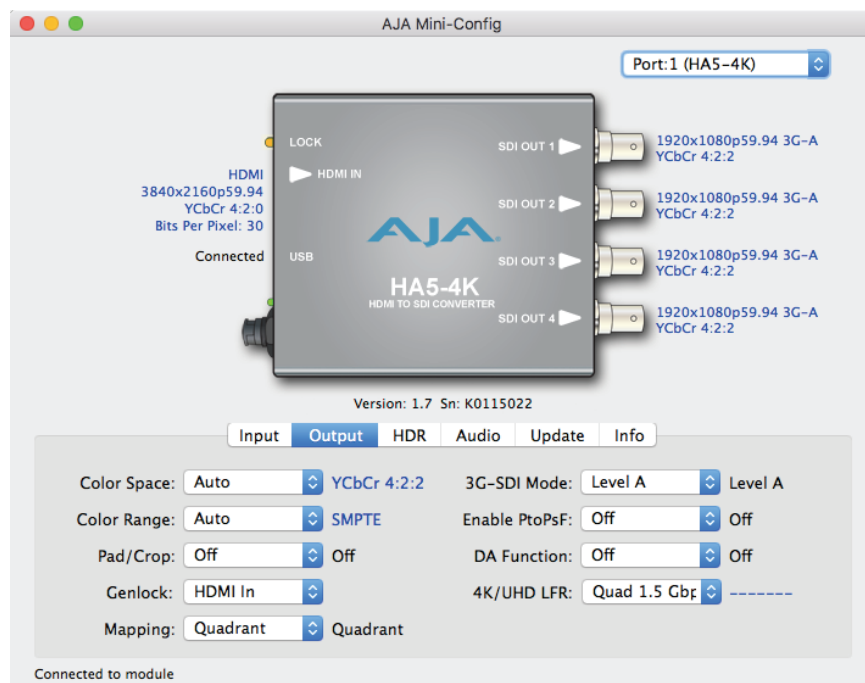 AJA Mini-Config
Port:1 (HA5-4K)
LOCK
HDMI IN
HDMI
3840x2160p59.94
YCbCr 4:2:0
Bits Per Pixel: 30
Connected
USB
AJA
HA5-4K
HDMI TO SDI CONVERTER
SDI OUT 1
1920x1080p59.94 3G-A
YCbCr 4:2:2
SDI OUT 2
1920x1080p59.94 3G-A
YCbCr 4:2:2
SDI OUT 3
1920x1080p59.94 3G-A
YCbCr 4:2:2
SDI OUT 4
1920x1080p59.94 3G-A
YCbCr 4:2:2
Version: 1.7 Sn: K0115022
Input Output HDR Audio Update Info
Color Space: Auto YCbCr 4:2:2 3G-SDI Mode: Level A Level A
Color Range: Auto SMPTE Enable PtoPsF: Off Off
Pad/Crop: Off Off DA Function: Off Off
Genlock: HDMI In 4K/UHD LFR: Quad 1.5 Gbp -------
Mapping: Quadrant Quadrant
Connected to module